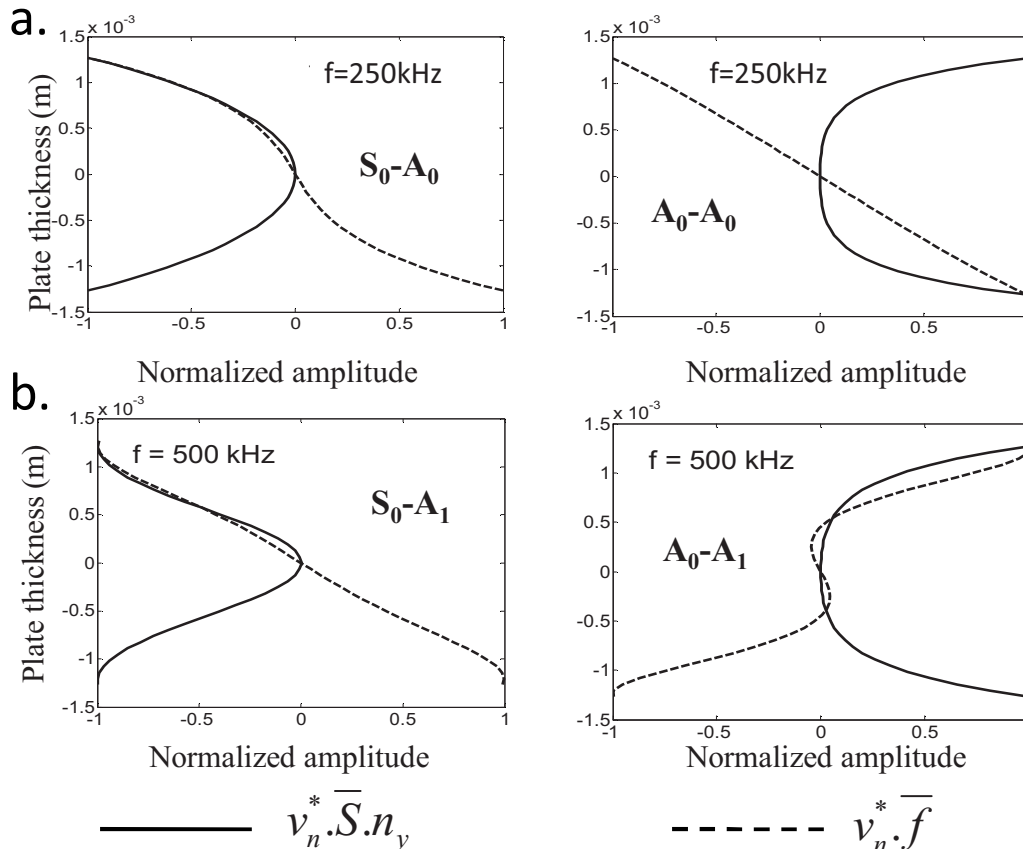 a.
x 10⁻³
1.5
1
0.5
0
-0.5
-1
-1.5
Plate thickness (m)
f=250kHz
S₀-A₀
-1 -0.5 0 0.5 1
Normalized amplitude
x 10⁻³
1.5
1
0.5
0
-0.5
-1
-1.5
f=250kHz
A₀-A₀
-1 -0.5 0 0.5
Normalized amplitude
b.
x 10⁻³
1.5
1
0.5
0
-0.5
-1
-1.5
Plate thickness (m)
f = 500 kHz
S₀-A₁
-1 -0.5 0 0.5 1
Normalized amplitude
x 10⁻³
1.5
1
0.5
0
-0.5
-1
-1.5
f = 500 kHz
A₀-A₁
-1 -0.5 0 0.5
Normalized amplitude
vₙ*.S̅.n_y
vₙ*.f̅